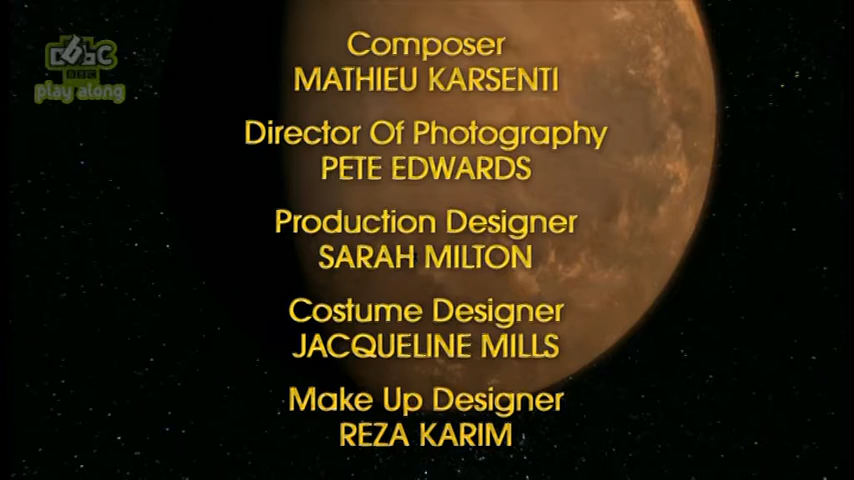 cbbc
BBC
play along
Composer
MATHIEU KARSENTI
Director Of Photography
PETE EDWARDS
Production Designer
SARAH MILTON
Costume Designer
JACQUELINE MILLS
Make Up Designer
REZA KARIM